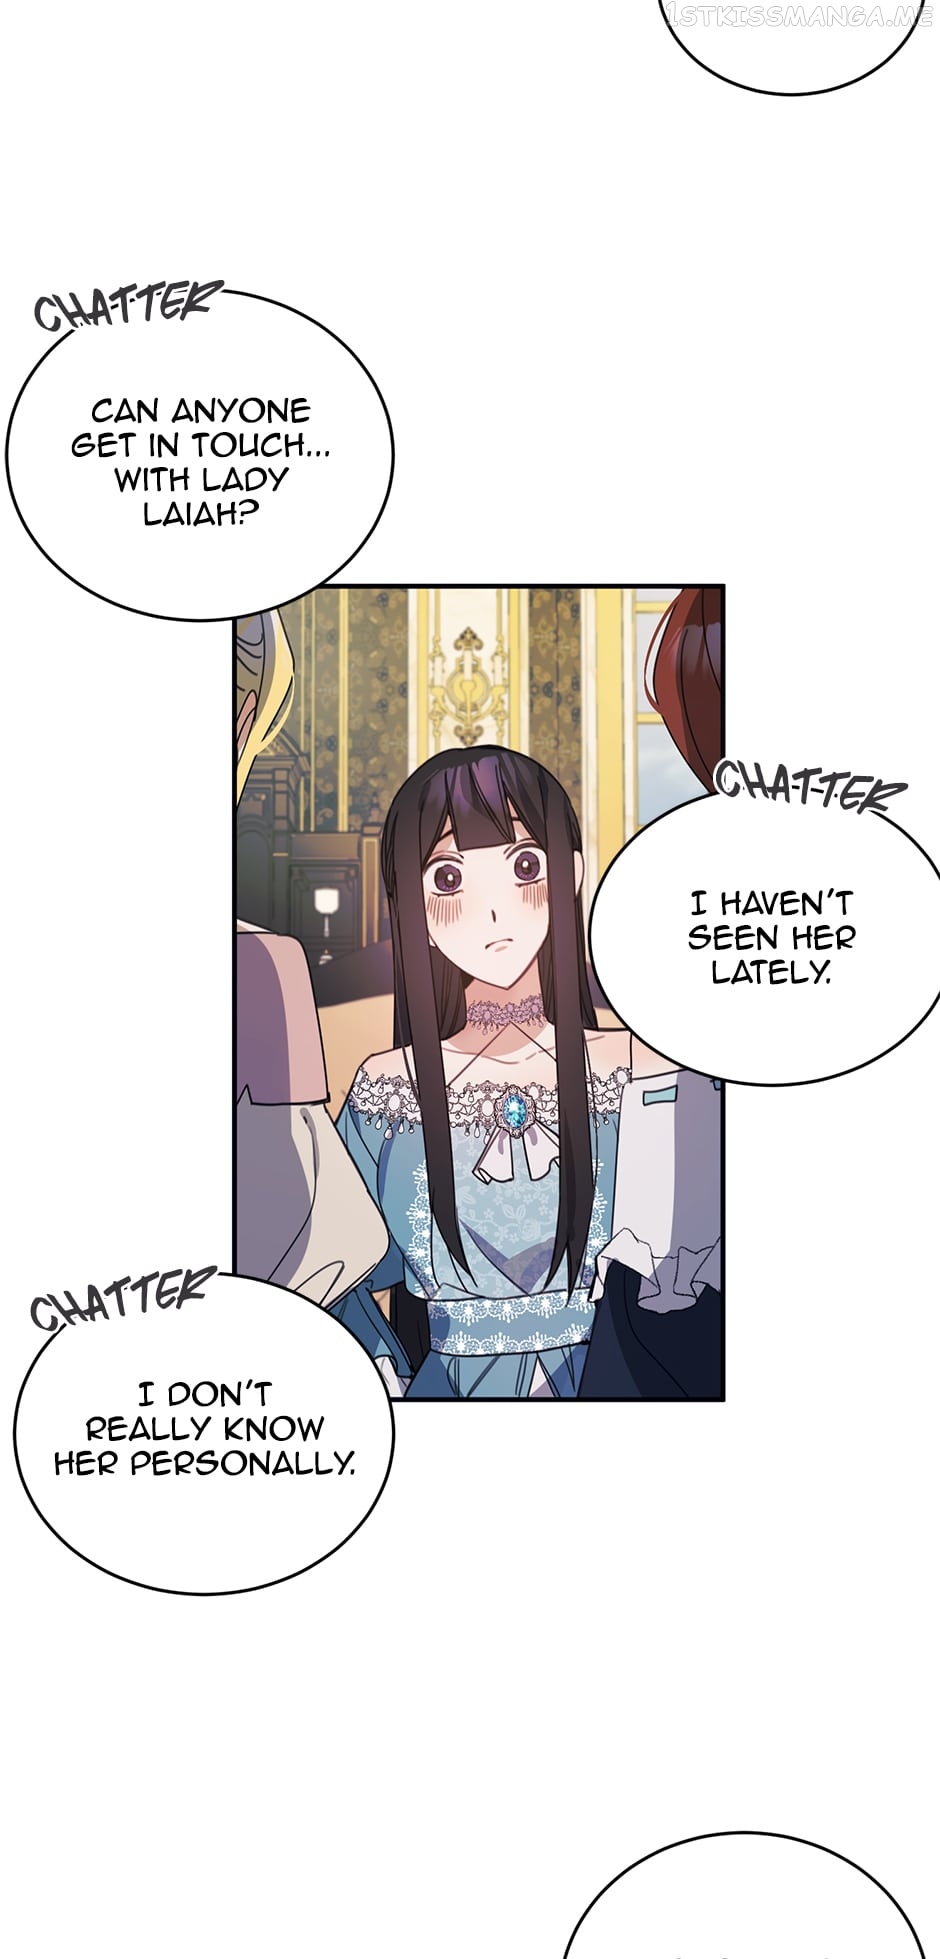 1STKISSMANGA.ME
CHATTER
CAN ANYONE
GET IN TOUCH...
WITH LADY
LAIAH?
CHATTER
I HAVEN'T
SEEN HER
LATELY.
CHATTER
I DON'T
REALLY KNOW
HER PERSONALLY.